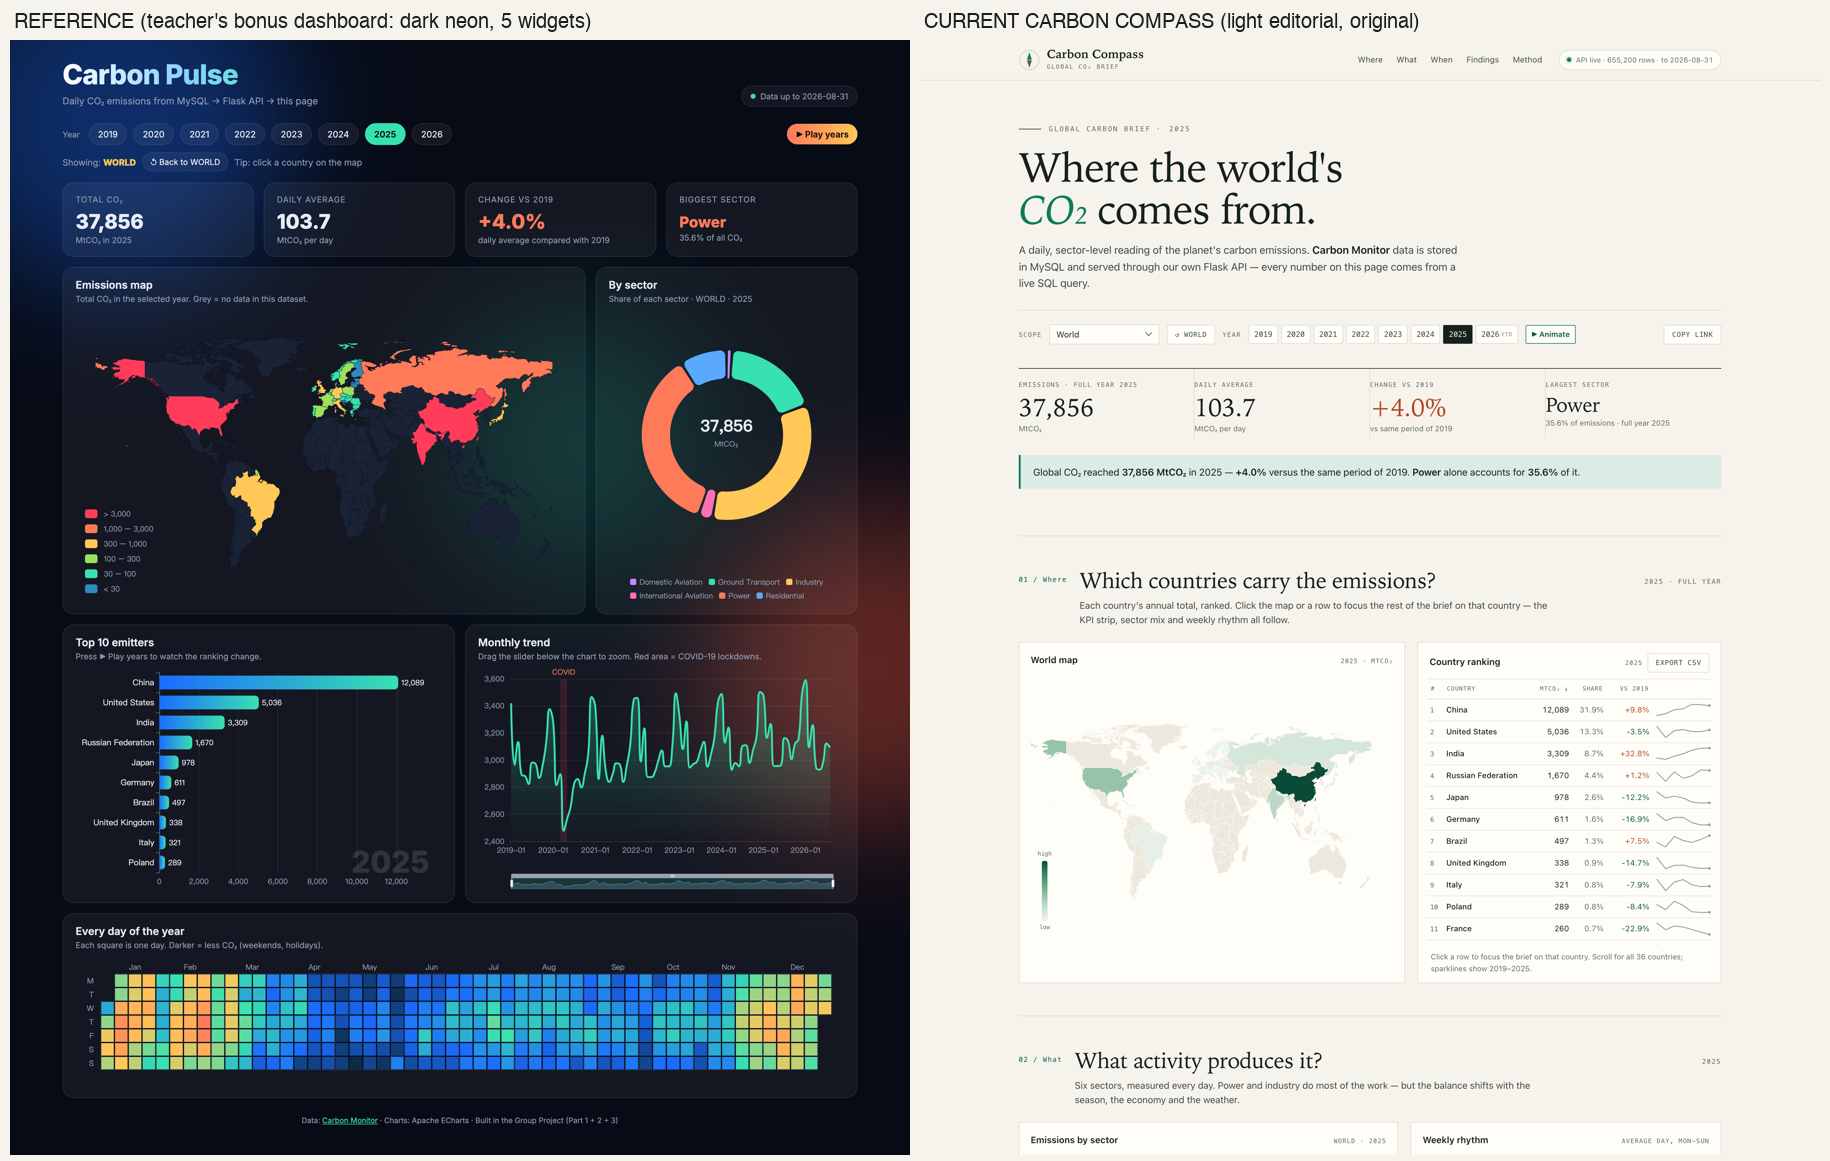 REFERENCE (teacher's bonus dashboard: dark neon, 5 widgets)
Carbon Pulse
Daily CO₂ emissions from MySQL → Flask API → this page
Data up to 2026-08-31
Year 2019 2020 2021 2022 2023 2024 2025 2026
▶ Play years
Showing: WORLD ↺ Back to WORLD Tip: click a country on the map
TOTAL CO₂
37,856
MtCO₂ in 2025
DAILY AVERAGE
103.7
MtCO₂ per day
CHANGE VS 2019
+4.0%
daily average compared with 2019
BIGGEST SECTOR
Power
35.6% of all CO₂
Emissions map
Total CO₂ in the selected year. Grey = no data in this dataset.
> 3,000
1,000 — 3,000
300 — 1,000
100 — 300
30 — 100
< 30
By sector
Share of each sector · WORLD · 2025
37,856
MtCO₂
Domestic Aviation Ground Transport Industry
International Aviation Power Residential
Top 10 emitters
Press ▶ Play years to watch the ranking change.
China 12,089
United States 5,036
India 3,309
Russian Federation 1,670
Japan 978
Germany 611
Brazil 497
United Kingdom 338
Italy 321
Poland 289
2025
0 2,000 4,000 6,000 8,000 10,000 12,000
Monthly trend
Drag the slider below the chart to zoom. Red area = COVID-19 lockdowns.
COVID
3,600
3,400
3,200
3,000
2,800
2,600
2,400
2019-01 2020-01 2021-01 2022-01 2023-01 2024-01 2025-01 2026-01
Every day of the year
Each square is one day. Darker = less CO₂ (weekends, holidays).
Jan Feb Mar Apr May Jun Jul Aug Sep Oct Nov Dec
M
T
W
T
F
S
S
Data: Carbon Monitor · Charts: Apache ECharts · Built in the Group Project (Part 1 + 2 + 3)
CURRENT CARBON COMPASS (light editorial, original)
Carbon Compass
GLOBAL CO₂ BRIEF
Where What When Findings Method
API live · 655,200 rows · to 2026-08-31
GLOBAL CARBON BRIEF · 2025
Where the world's
CO₂ comes from.
A daily, sector-level reading of the planet's carbon emissions. Carbon Monitor data is stored
in MySQL and served through our own Flask API — every number on this page comes from a
live SQL query.
SCOPE World ↺ WORLD YEAR 2019 2020 2021 2022 2023 2024 2025 2026 YTD ▶ Animate COPY LINK
EMISSIONS · FULL YEAR 2025
37,856
MtCO₂
DAILY AVERAGE
103.7
MtCO₂ per day
CHANGE VS 2019
+4.0%
vs same period of 2019
LARGEST SECTOR
Power
35.6% of emissions · full year 2025
Global CO₂ reached 37,856 MtCO₂ in 2025 — +4.0% versus the same period of 2019. Power alone accounts for 35.6% of it.
01 / Where Which countries carry the emissions? 2025 · FULL YEAR
Each country's annual total, ranked. Click the map or a row to focus the rest of the brief on that country — the
KPI strip, sector mix and weekly rhythm all follow.
World map 2025 · MTCO₂
high
low
Country ranking 2025 EXPORT CSV
# COUNTRY MTCO₂ ↓ SHARE VS 2019
1 China 12,089 31.9% +9.8%
2 United States 5,036 13.3% -3.5%
3 India 3,309 8.7% +32.8%
4 Russian Federation 1,670 4.4% +1.2%
5 Japan 978 2.6% -12.2%
6 Germany 611 1.6% -16.9%
7 Brazil 497 1.3% +7.5%
8 United Kingdom 338 0.9% -14.7%
9 Italy 321 0.8% -7.9%
10 Poland 289 0.8% -8.4%
11 France 260 0.7% -22.9%
Click a row to focus the brief on that country. Scroll for all 36 countries;
sparklines show 2019–2025.
02 / What What activity produces it? 2025
Six sectors, measured every day. Power and industry do most of the work — but the balance shifts with the
season, the economy and the weather.
Emissions by sector WORLD · 2025
Weekly rhythm AVERAGE DAY, MON–SUN